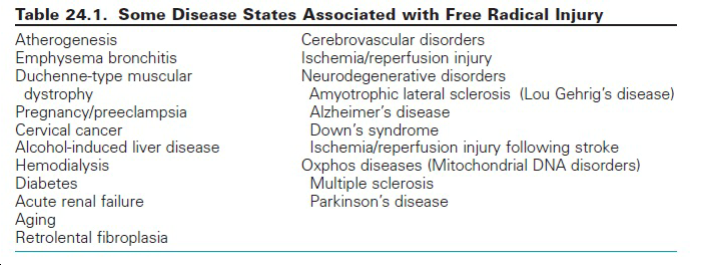 Table 24.1. Some Disease States Associated with Free Radical Injury
Atherogenesis
Emphysema bronchitis
Duchenne-type muscular
dystrophy
Pregnancy/preeclampsia
Cervical cancer
Alcohol-induced liver disease
Hemodialysis
Diabetes
Acute renal failure
Aging
Retrolental fibroplasia
Cerebrovascular disorders
Ischemia/reperfusion injury
Neurodegenerative disorders
Amyotrophic lateral sclerosis (Lou Gehrig's disease)
Alzheimer's disease
Down's syndrome
Ischemia/reperfusion injury following stroke
Oxphos diseases (Mitochondrial DNA disorders)
Multiple sclerosis
Parkinson's disease